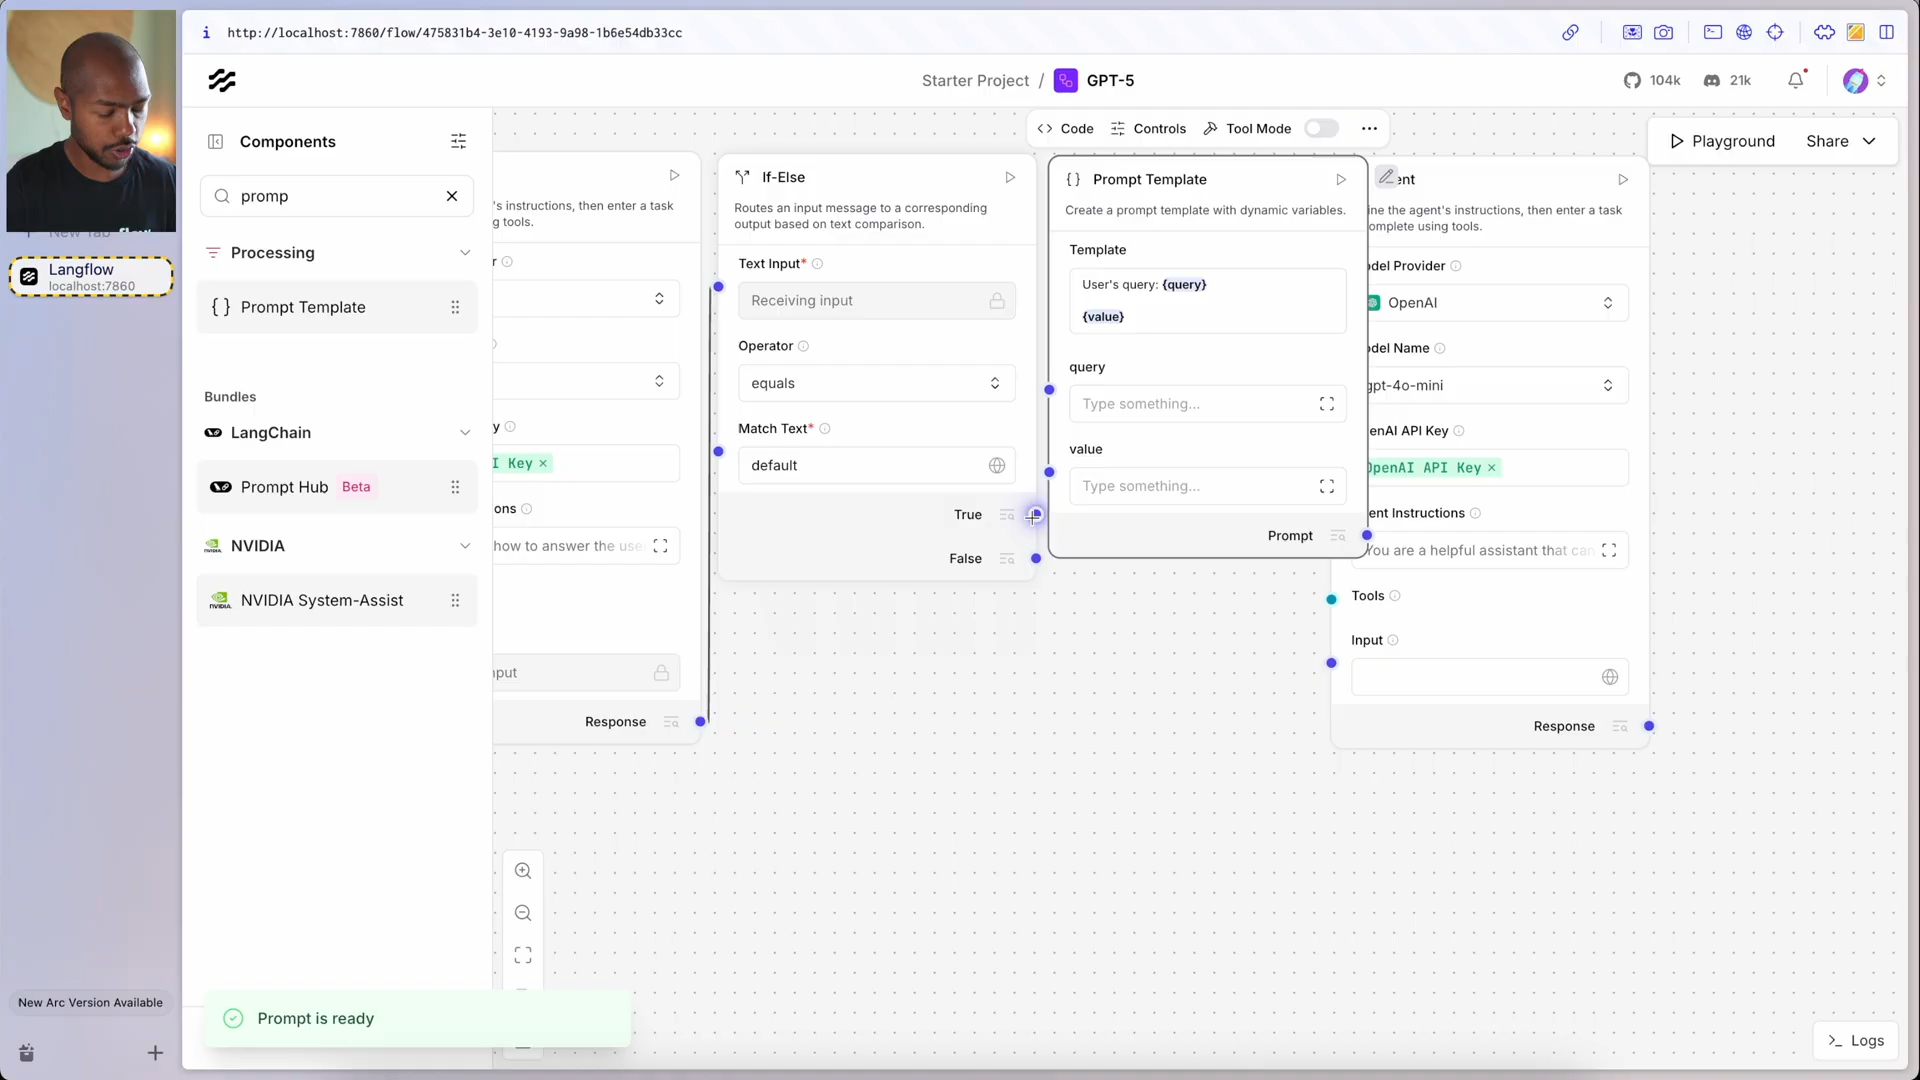 http://localhost:7860/flow/475831b4-3e10-4193-9a98-1b6e54db33cc
Starter Project / GPT-5
104k
21k
Components
Code
Controls
Tool Mode
Playground
Share
promp
New Tab
Langflow
localhost:7860
Processing
Prompt Template
Bundles
LangChain
Prompt Hub Beta
NVIDIA
NVIDIA System-Assist
's instructions, then enter a task
g tools.
I Key ×
ons
how to answer the use
Response
If-Else
Routes an input message to a corresponding
output based on text comparison.
Text Input*
Receiving input
Operator
equals
Match Text*
default
True
False
Prompt Template
Create a prompt template with dynamic variables.
Template
User's query: {query}
{value}
query
Type something...
value
Type something...
Prompt
ent
ine the agent's instructions, then enter a task
omplete using tools.
odel Provider
OpenAI
odel Name
gpt-4o-mini
enAI API Key
OpenAI API Key ×
ent Instructions
You are a helpful assistant that can
Tools
Input
Response
New Arc Version Available
Prompt is ready
Logs